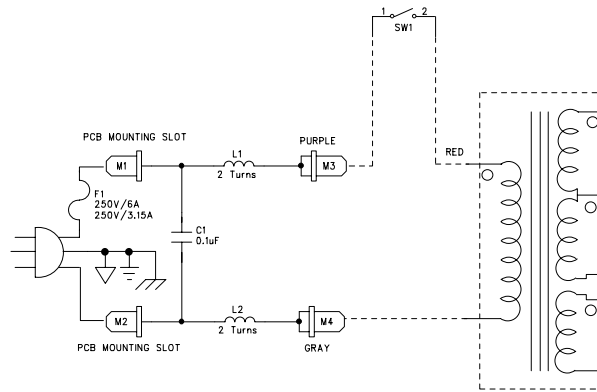 1 2
SW1
PCB MOUNTING SLOT
PURPLE
L1
RED
M1
2 Turns
M3
F1
250V/6A
250V/3.15A
C1
0.1uF
L2
M2
2 Turns
M4
PCB MOUNTING SLOT
GRAY